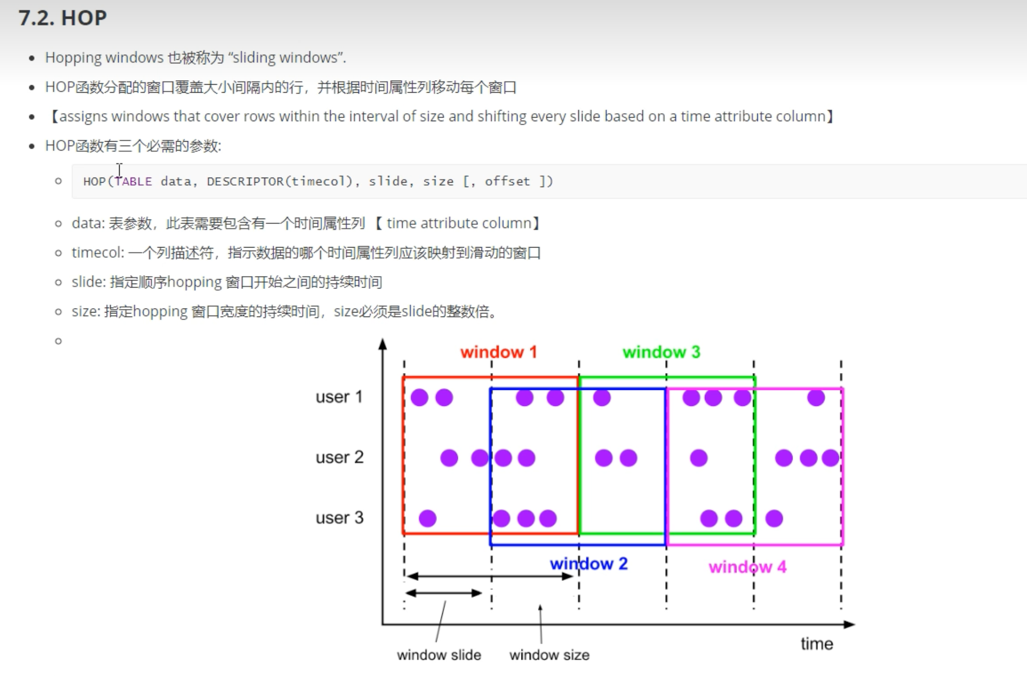 7.2. HOP
Hopping windows 也被称为 “sliding windows”.
HOP函数分配的窗口覆盖大小间隔内的行，并根据时间属性列移动每个窗口
【assigns windows that cover rows within the interval of size and shifting every slide based on a time attribute column】
HOP函数有三个必需的参数:
HOP(TABLE data, DESCRIPTOR(timecol), slide, size [, offset ])
data: 表参数，此表需要包含有一个时间属性列 【 time attribute column】
timecol: 一个列描述符，指示数据的哪个时间属性列应该映射到滑动的窗口
slide: 指定顺序hopping 窗口开始之间的持续时间
size: 指定hopping 窗口宽度的持续时间，size必须是slide的整数倍。
window 1
window 3
user 1
user 2
user 3
window 2
window 4
time
window slide
window size